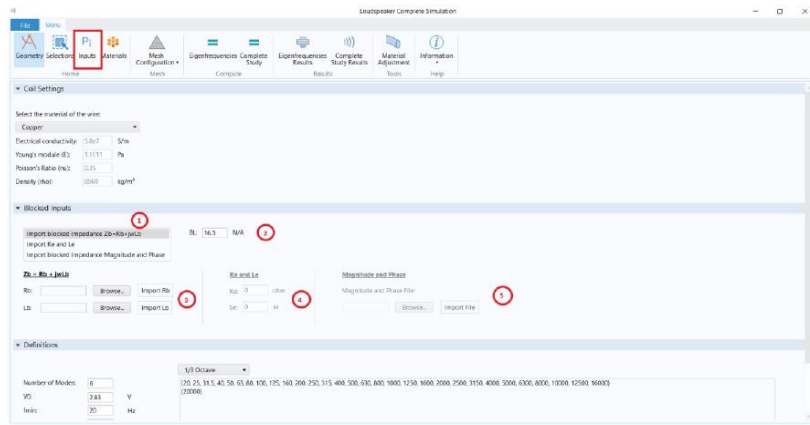 Loudspeaker Complete Simulation
File Menu
Geometry Selections Inputs Materials Mesh Configuration Eigenfrequencies Complete Study Eigenfrequencies Results Complete Study Results Material Adjustment Information
Home Mesh Compute Results Tools Help
Coil Settings
Select the material of the wire:
Copper
Electrical conductivity: 5.8e7 S/m
Young's module (E): 1.1E11 Pa
Poisson's Ratio (nu): 0.35
Density (rho): 8960 kg/m³
Blocked Inputs
1
Import blocked Impedance Zb=Rb+jwLb BL: 16.5 N/A 2
Import Re and Le
Import blocked Impedance Magnitude and Phase
Zb = Rb + jwLb Re and Le Magnitude and Phase
Rb: Browse... Import Rb Re: 0 ohm Magnitude and Phase File:
3 4 5
Lb: Browse... Import Lb Le: 0 H Browse... Import File
Definitions
1/3 Octave
Number of Modes: 6 (20, 25, 31.5, 40, 50, 63, 80, 100, 125, 160, 200, 250, 315, 400, 500, 630, 800, 1000, 1250, 1600, 2000, 2500, 3150, 4000, 5000, 6300, 8000, 10000, 12500, 16000)
(20000)
V0: 2.83 V
fmin: 20 Hz